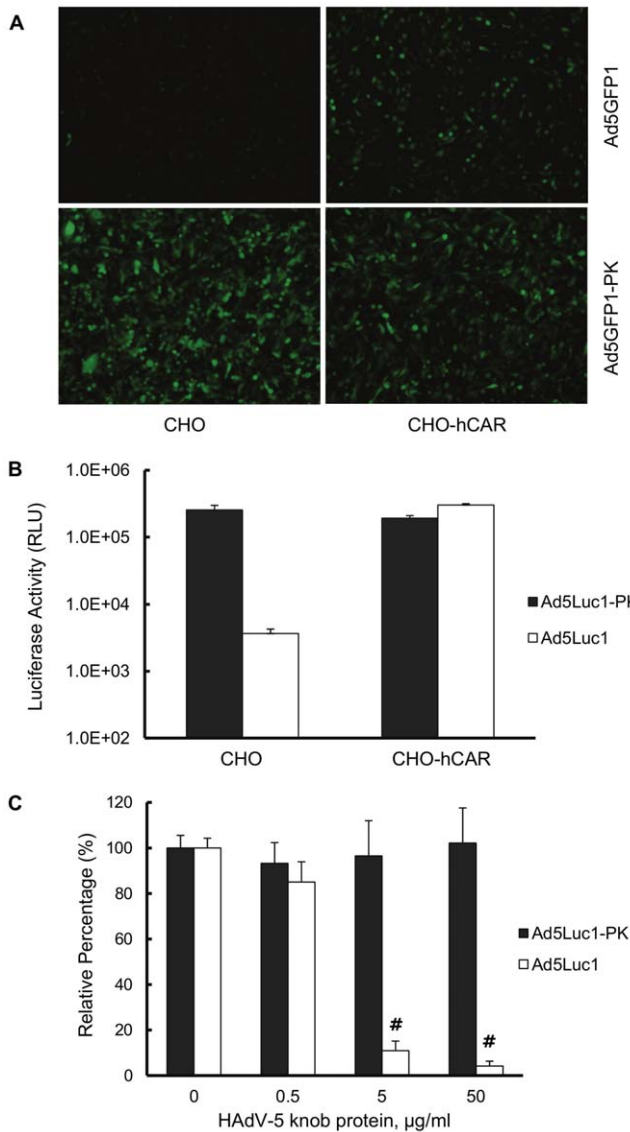 A
Ad5GFP1
Ad5GFP1-PK
CHO CHO-hCAR
B
Luciferase Activity (RLU)
1.0E+06
1.0E+05
1.0E+04
1.0E+03
1.0E+02
CHO CHO-hCAR
Ad5Luc1-PK
Ad5Luc1
C
Relative Percentage (%)
120
100
80
60
40
20
0
# #
0 0.5 5 50
HAdV-5 knob protein, µg/ml
Ad5Luc1-PK
Ad5Luc1